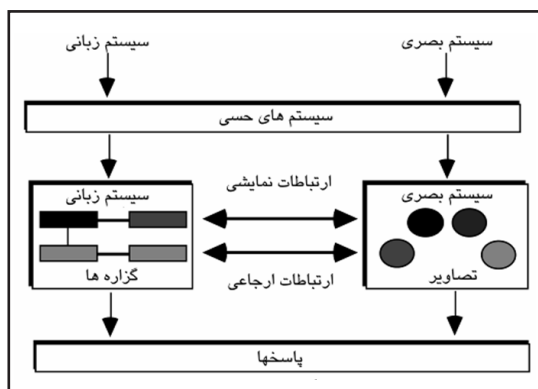 سیستم بصری
سیستم زبانی
سیستم های حسی
سیستم بصری
ارتباطات نمایشی
سیستم زبانی
تصاویر
ارتباطات ارجاعی
گزاره ها
پاسخها